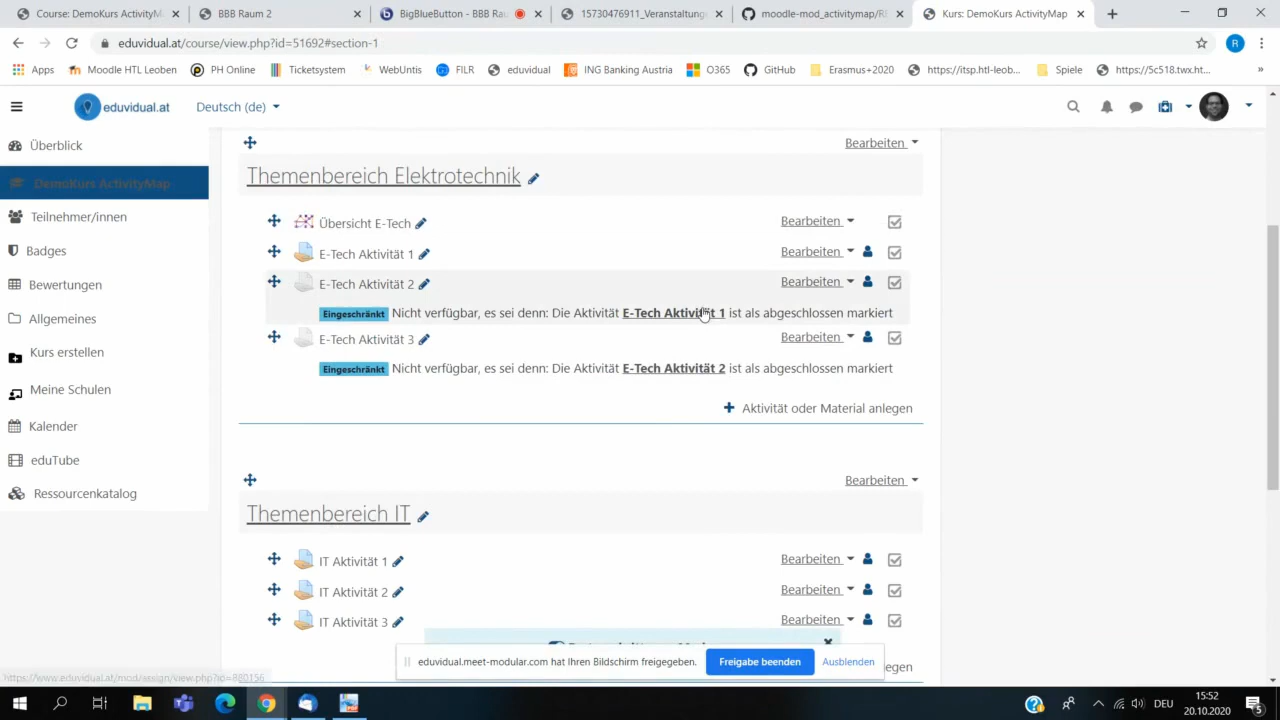 Course: DemoKurs ActivityMap
BBB Raum 2
BigBlueButton - BBB Rau
15730476911_Veranstaltung
moodle-mod_activitymap/RE
Kurs: DemoKurs ActivityMap
eduvidual.at/course/view.php?id=51692#section-1
R
Apps
Moodle HTL Leoben
PH Online
Ticketsystem
WebUntis
FILR
eduvidual
ING Banking Austria
O365
GitHub
Erasmus+2020
https://itsp.htl-leob...
Spiele
https://5c518.twx.ht...
»
eduvidual.at
Deutsch (de)
Überblick
DemoKurs ActivityMap
Teilnehmer/innen
Badges
Bewertungen
Allgemeines
Kurs erstellen
Meine Schulen
Kalender
eduTube
Ressourcenkatalog
Bearbeiten
Themenbereich Elektrotechnik
Übersicht E-Tech Bearbeiten
E-Tech Aktivität 1 Bearbeiten
E-Tech Aktivität 2 Bearbeiten
Eingeschränkt Nicht verfügbar, es sei denn: Die Aktivität E-Tech Aktivität 1 ist als abgeschlossen markiert
E-Tech Aktivität 3 Bearbeiten
Eingeschränkt Nicht verfügbar, es sei denn: Die Aktivität E-Tech Aktivität 2 ist als abgeschlossen markiert
Aktivität oder Material anlegen
Bearbeiten
Themenbereich IT
IT Aktivität 1 Bearbeiten
IT Aktivität 2 Bearbeiten
IT Aktivität 3 Bearbeiten
eduvidual.meet-modular.com hat Ihren Bildschirm freigegeben. Freigabe beenden Ausblenden
egen
https://www.eduvidual.at/mod/assign/view.php?id=880156
DEU
15:52
20.10.2020
5